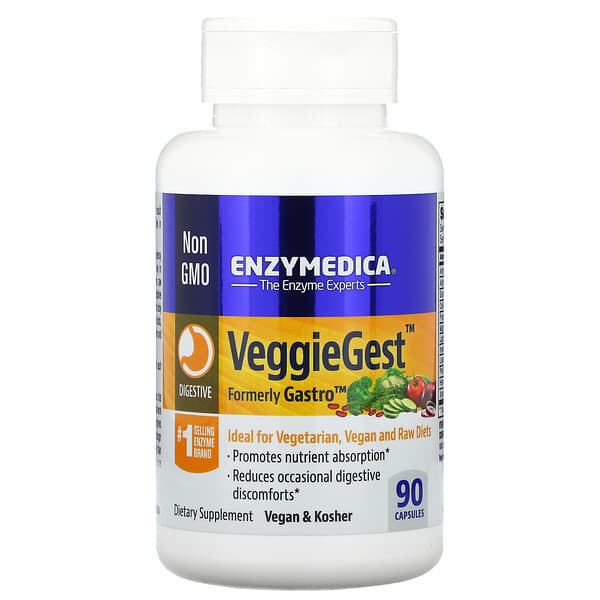 Non
GMO
ENZYMEDICA®
The Enzyme Experts
DIGESTIVE
VeggieGest™
Formerly Gastro™
#1
SELLING
ENZYME
BRAND
Ideal for Vegetarian, Vegan and Raw Diets
· Promotes nutrient absorption*
· Reduces occasional digestive
discomforts*
90
CAPSULES
Dietary Supplement Vegan & Kosher